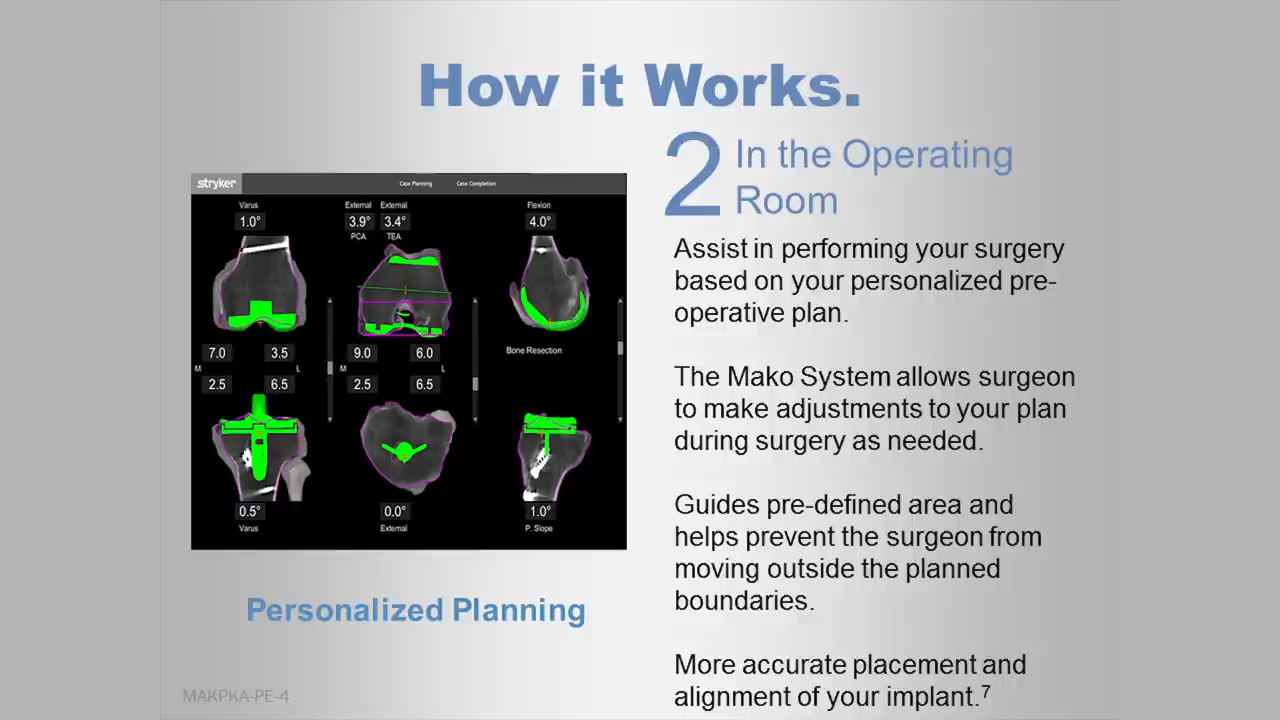 How it Works.
2 In the Operating
Room
stryker
Case Planning Case Completion
Varus External External Flexion
1.0° 3.9° 3.4° 4.0°
PCA TEA
7.0 3.5 9.0 6.0 Bone Resection
M L M L
2.5 6.5 2.5 6.5
0.5° 0.0° 1.0°
Varus External P. Slope
Personalized Planning
Assist in performing your surgery
based on your personalized pre-
operative plan.
The Mako System allows surgeon
to make adjustments to your plan
during surgery as needed.
Guides pre-defined area and
helps prevent the surgeon from
moving outside the planned
boundaries.
More accurate placement and
alignment of your implant.⁷
MAKPKA-PE-4